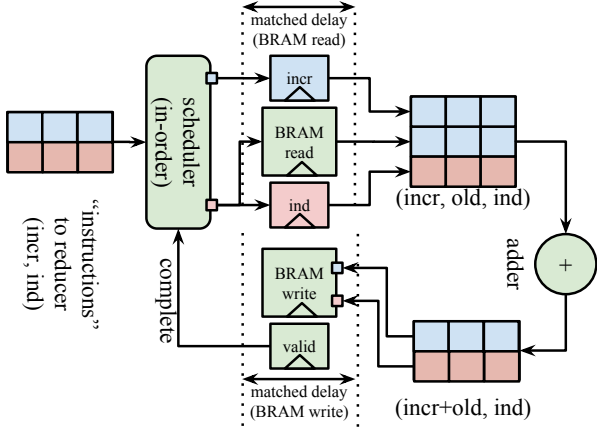 matched delay
(BRAM read)
incr
scheduler
(in-order)
BRAM
read
ind
(incr, old, ind)
“instructions”
to reducer
(incr, ind)
complete
BRAM
write
valid
adder
+
matched delay
(BRAM write)
(incr+old, ind)